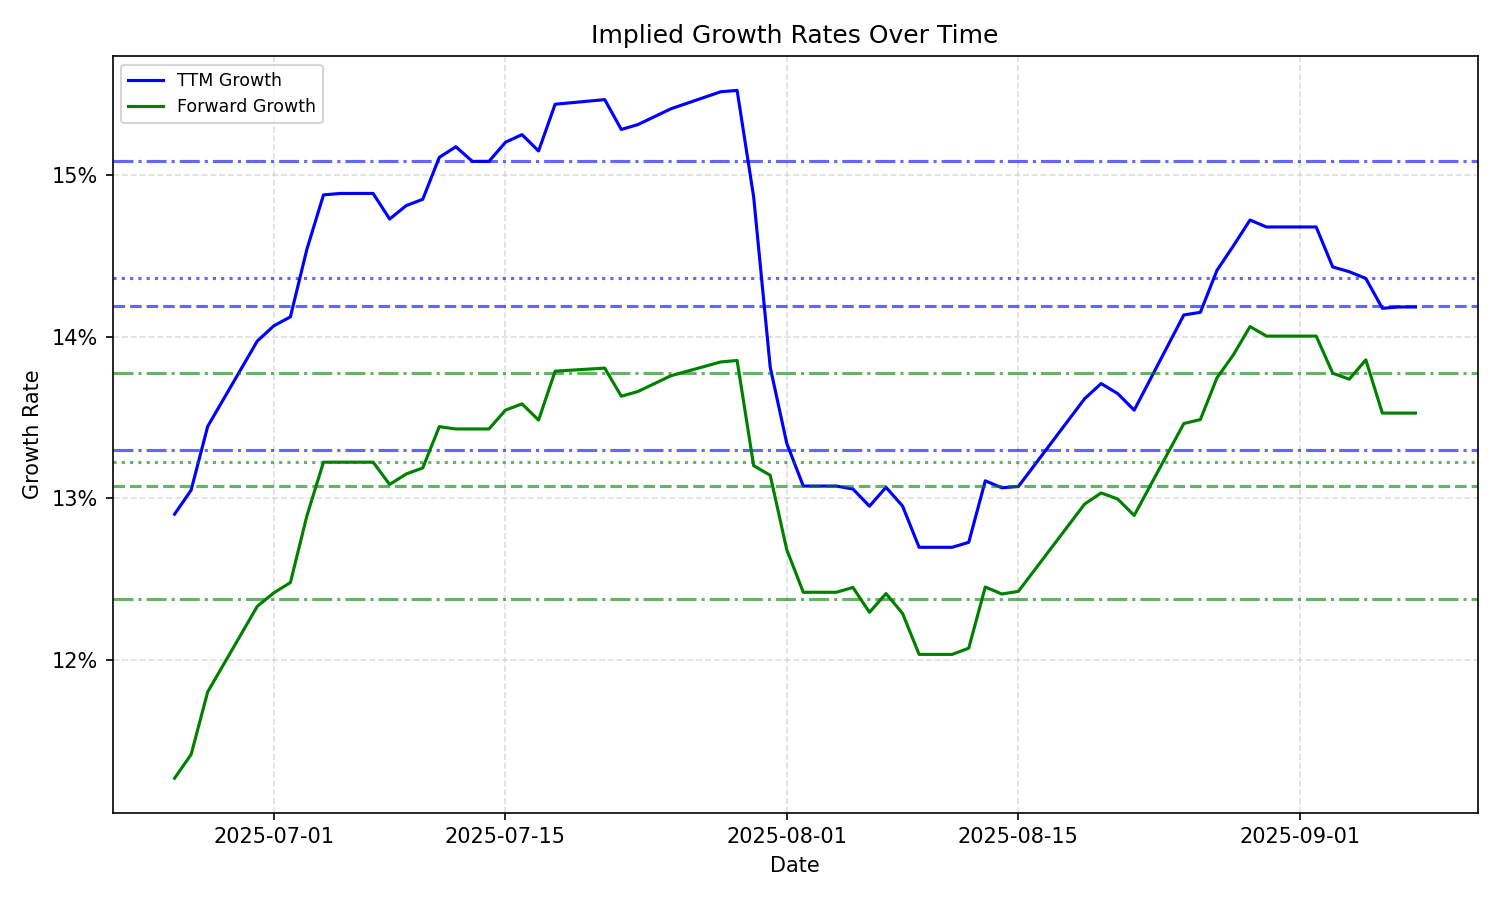 Implied Growth Rates Over Time
TTM Growth
Forward Growth
Growth Rate
15%
14%
13%
12%
2025-07-01
2025-07-15
2025-08-01
2025-08-15
2025-09-01
Date